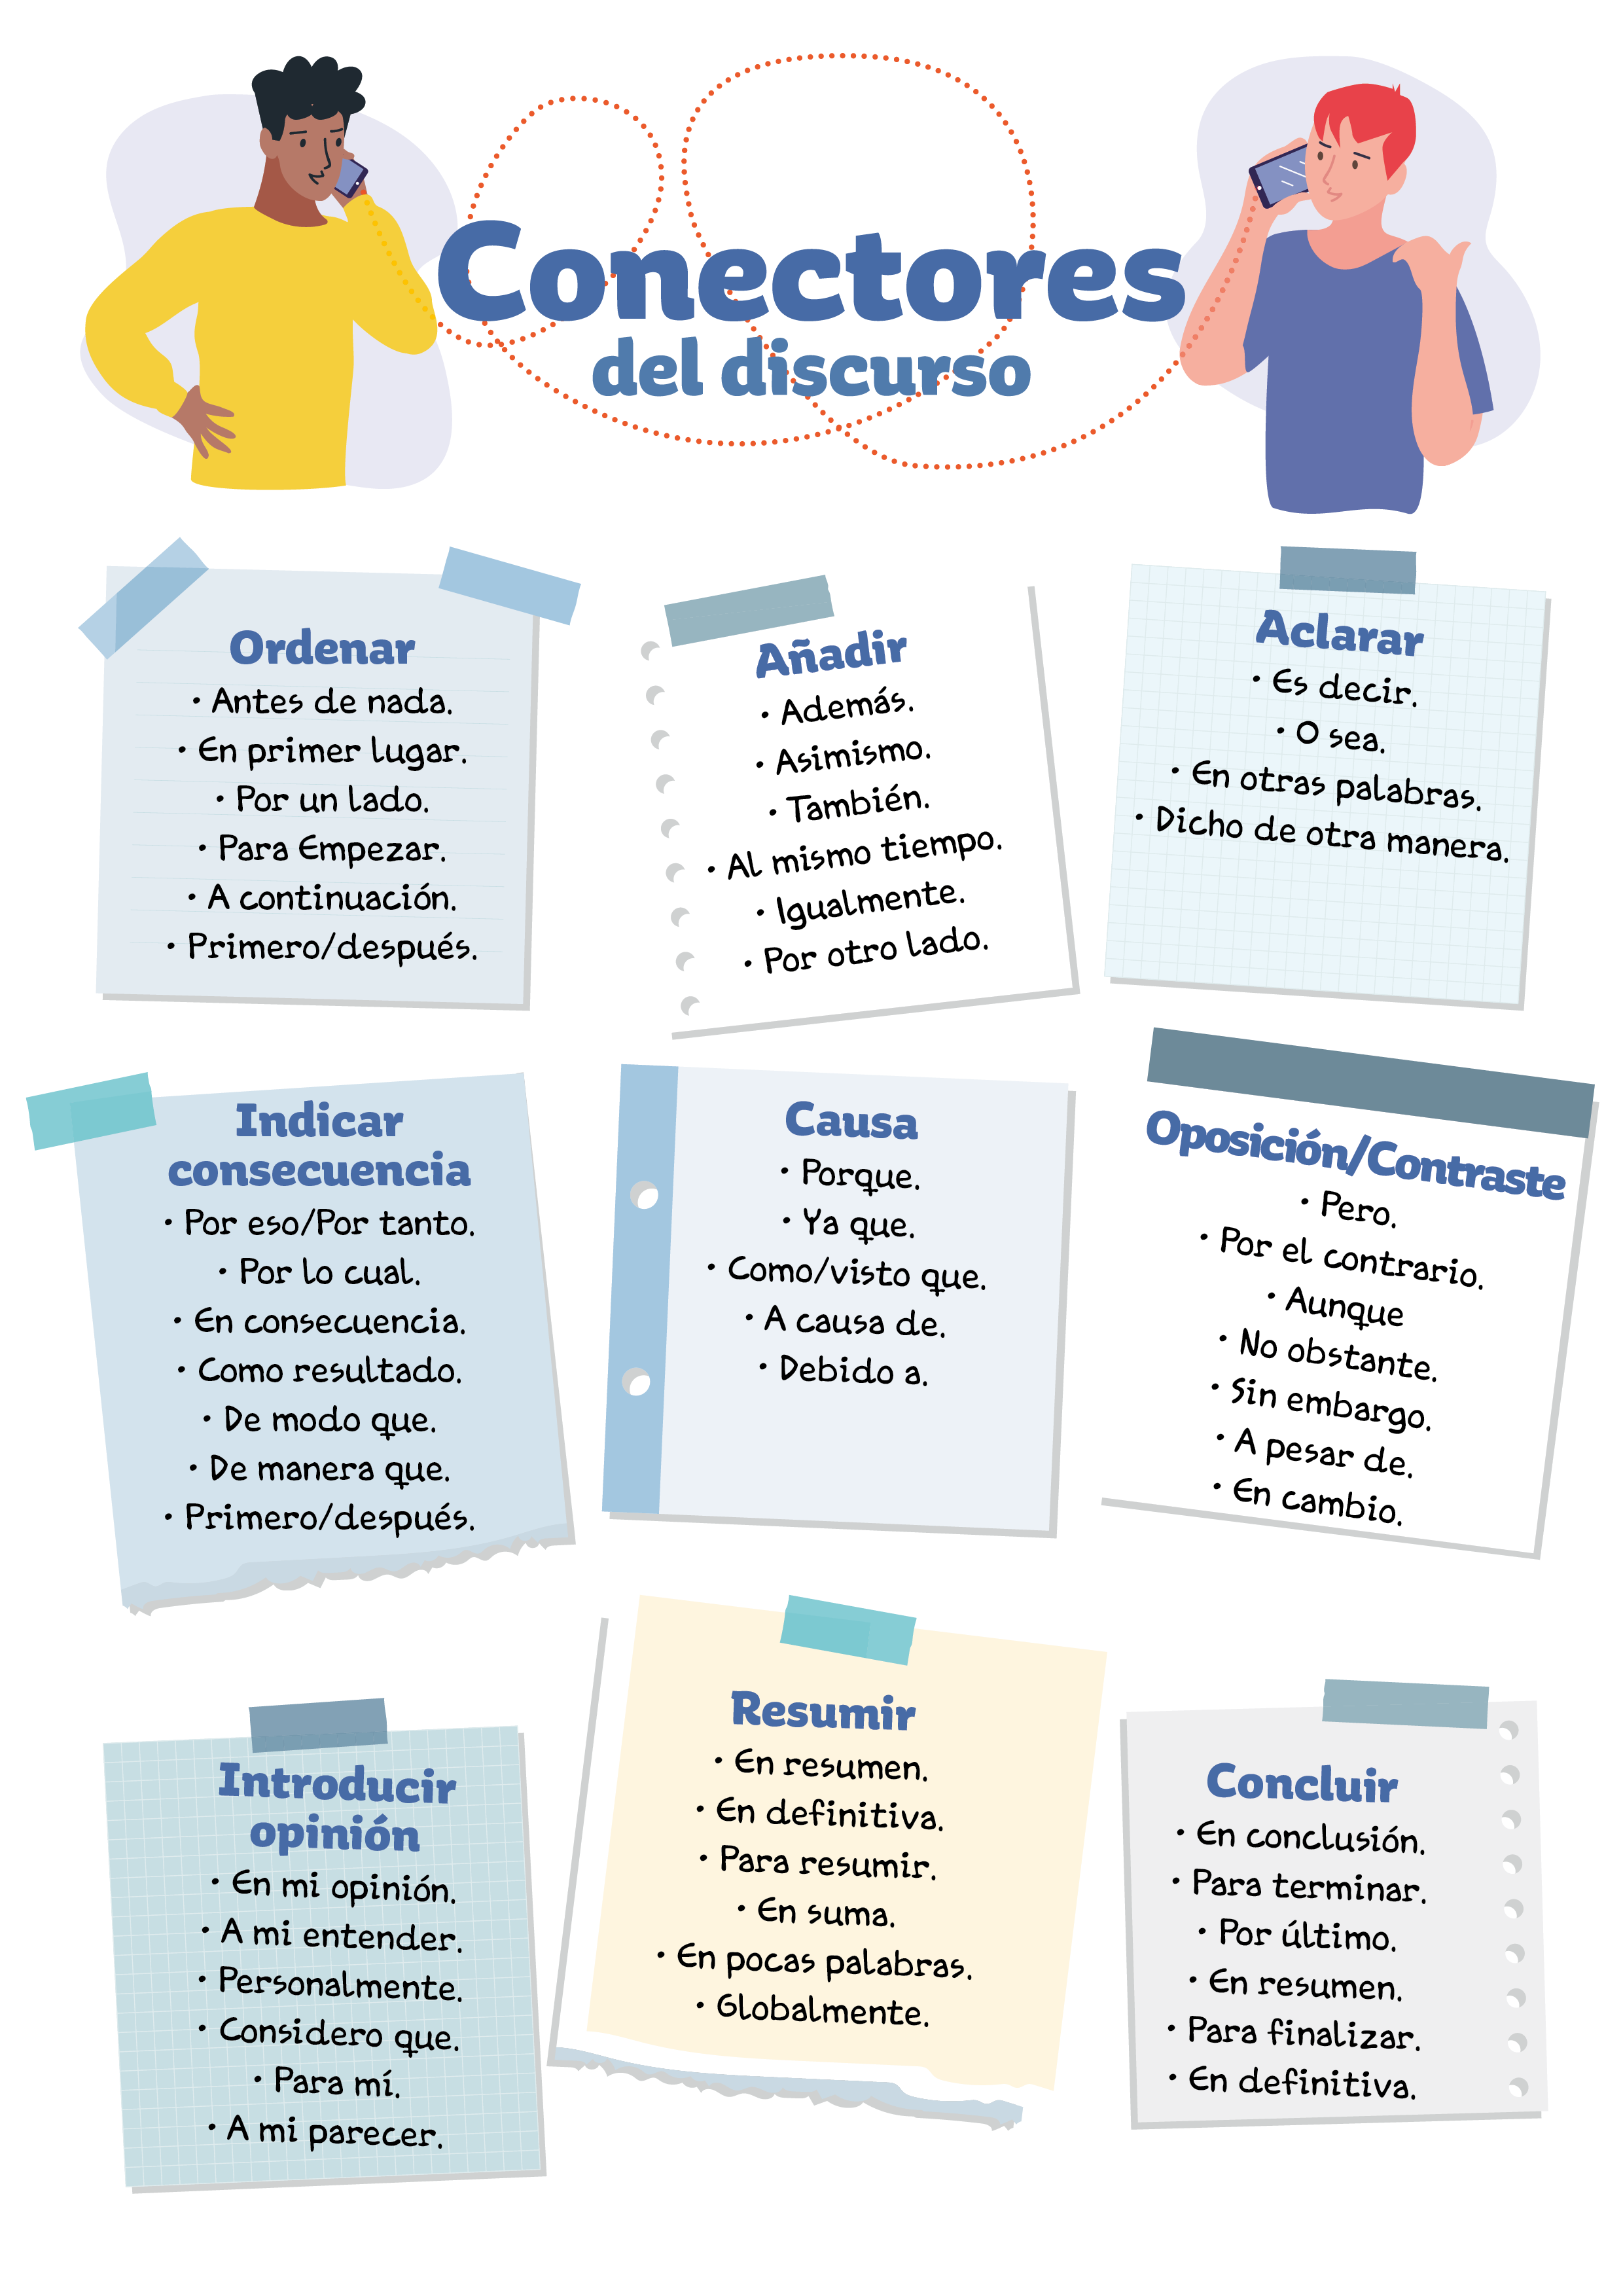 Conectores
del discurso
Ordenar
• Antes de nada.
• En primer lugar.
• Por un lado.
• Para Empezar.
• A continuación.
• Primero/después.
Añadir
• Además.
• Asimismo.
• También.
• Al mismo tiempo.
• Igualmente.
• Por otro lado.
Aclarar
• Es decir.
• O sea.
• En otras palabras.
• Dicho de otra manera.
Indicar
consecuencia
• Por eso/Por tanto.
• Por lo cual.
• En consecuencia.
• Como resultado.
• De modo que.
• De manera que.
• Primero/después.
Causa
• Porque.
• Ya que.
• Como/visto que.
• A causa de.
• Debido a.
Oposición/Contraste
• Pero.
• Por el contrario.
• Aunque
• No obstante.
• Sin embargo.
• A pesar de.
• En cambio.
Introducir
opinión
• En mi opinión.
• A mi entender.
• Personalmente.
• Considero que.
• Para mí.
• A mi parecer.
Resumir
• En resumen.
• En definitiva.
• Para resumir.
• En suma.
• En pocas palabras.
• Globalmente.
Concluir
• En conclusión.
• Para terminar.
• Por último.
• En resumen.
• Para finalizar.
• En definitiva.